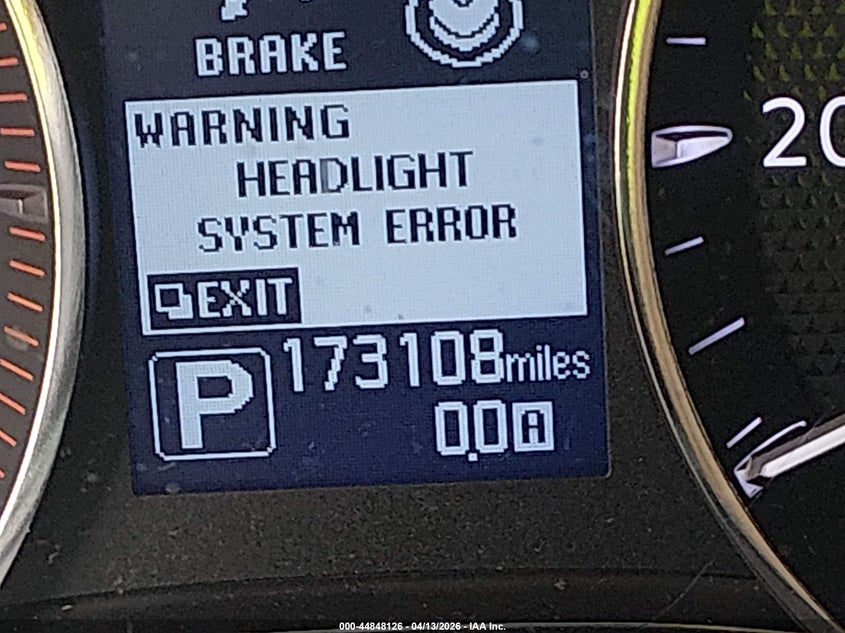 BRAKE
WARNING
HEADLIGHT
SYSTEM ERROR
EXIT
P 173108miles
0.0 A
20
000-44848126 - 04/13/2026 - IAA Inc.